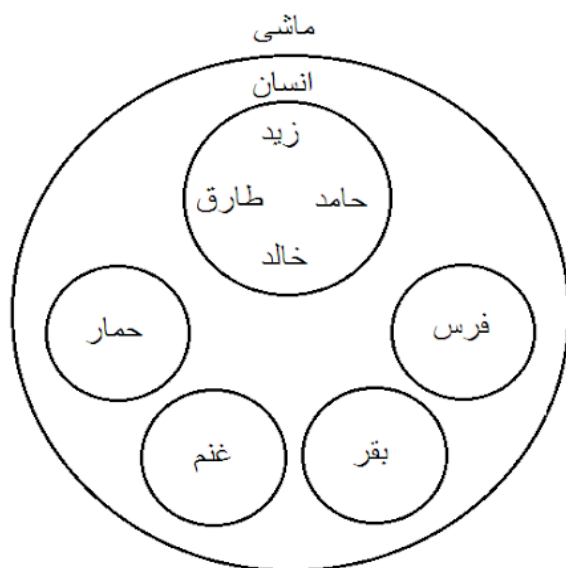 ماشی
انسان
زید
حامد طارق
خالد
فرس حمار
بقر غنم